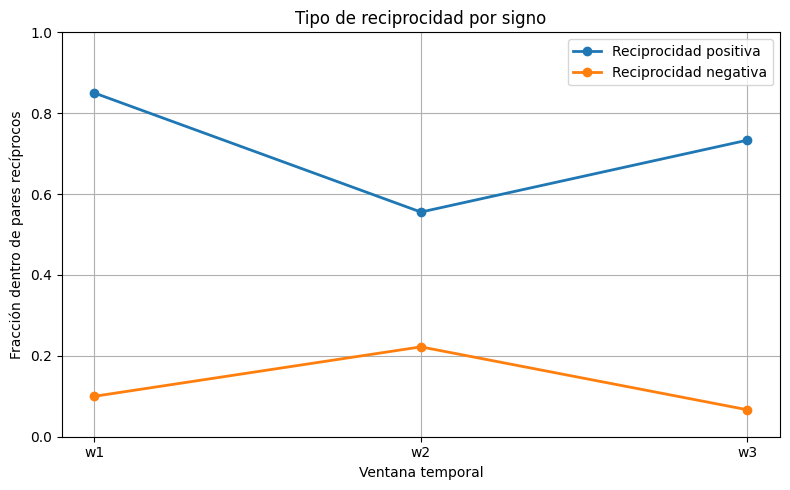 Tipo de reciprocidad por signo
Reciprocidad positiva
Reciprocidad negativa
Fracción dentro de pares recíprocos
1.0
0.8
0.6
0.4
0.2
0.0
w1
w2
w3
Ventana temporal